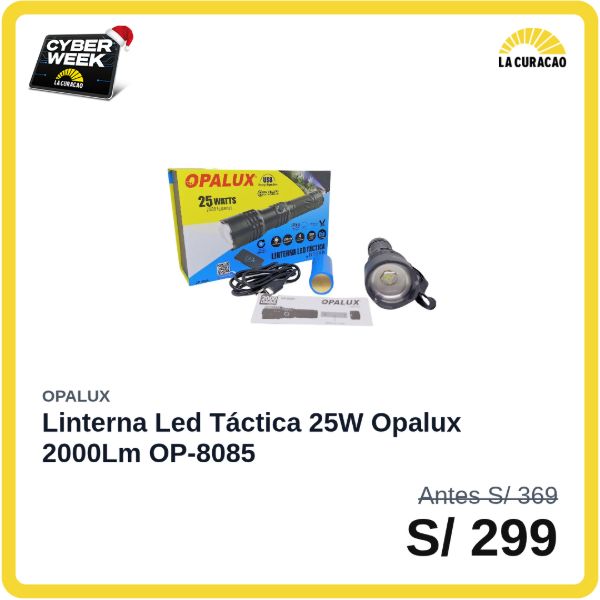 CYBER
WEEK
LA CURACAO
LA CURACAO
OPALUX
USB
25 WATTS
LINTERNA LED TÁCTICA
OPALUX
OPALUX
Linterna Led Táctica 25W Opalux
2000Lm OP-8085
Antes S/ 369
S/ 299